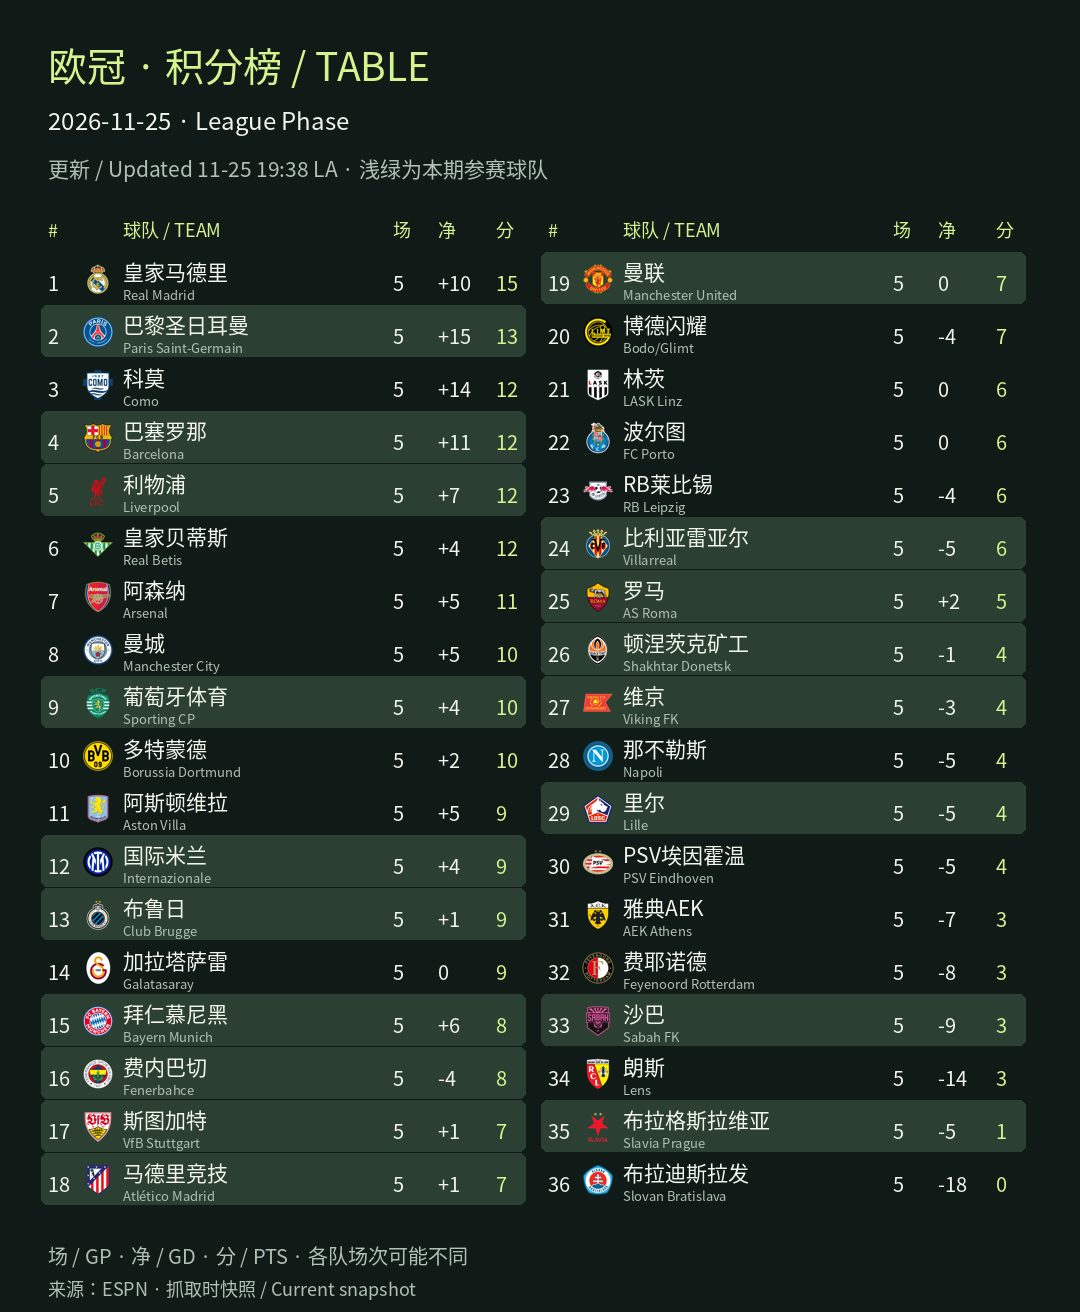 欧冠 · 积分榜 / TABLE
2026-11-25 · League Phase
更新 / Updated 11-25 19:38 LA · 浅绿为本期参赛球队
# 球队 / TEAM 场 净 分
1 皇家马德里 5 +10 15
Real Madrid
2 巴黎圣日耳曼 5 +15 13
Paris Saint-Germain
3 科莫 5 +14 12
Como
4 巴塞罗那 5 +11 12
Barcelona
5 利物浦 5 +7 12
Liverpool
6 皇家贝蒂斯 5 +4 12
Real Betis
7 阿森纳 5 +5 11
Arsenal
8 曼城 5 +5 10
Manchester City
9 葡萄牙体育 5 +4 10
Sporting CP
10 多特蒙德 5 +2 10
Borussia Dortmund
11 阿斯顿维拉 5 +5 9
Aston Villa
12 国际米兰 5 +4 9
Internazionale
13 布鲁日 5 +1 9
Club Brugge
14 加拉塔萨雷 5 0 9
Galatasaray
15 拜仁慕尼黑 5 +6 8
Bayern Munich
16 费内巴切 5 -4 8
Fenerbahce
17 斯图加特 5 +1 7
VfB Stuttgart
18 马德里竞技 5 +1 7
Atlético Madrid
# 球队 / TEAM 场 净 分
19 曼联 5 0 7
Manchester United
20 博德闪耀 5 -4 7
Bodo/Glimt
21 林茨 5 0 6
LASK Linz
22 波尔图 5 0 6
FC Porto
23 RB莱比锡 5 -4 6
RB Leipzig
24 比利亚雷亚尔 5 -5 6
Villarreal
25 罗马 5 +2 5
AS Roma
26 顿涅茨克矿工 5 -1 4
Shakhtar Donetsk
27 维京 5 -3 4
Viking FK
28 那不勒斯 5 -5 4
Napoli
29 里尔 5 -5 4
Lille
30 PSV埃因霍温 5 -5 4
PSV Eindhoven
31 雅典AEK 5 -7 3
AEK Athens
32 费耶诺德 5 -8 3
Feyenoord Rotterdam
33 沙巴 5 -9 3
Sabah FK
34 朗斯 5 -14 3
Lens
35 布拉格斯拉维亚 5 -5 1
Slavia Prague
36 布拉迪斯拉发 5 -18 0
Slovan Bratislava
场 / GP · 净 / GD · 分 / PTS · 各队场次可能不同
来源：ESPN · 抓取时快照 / Current snapshot